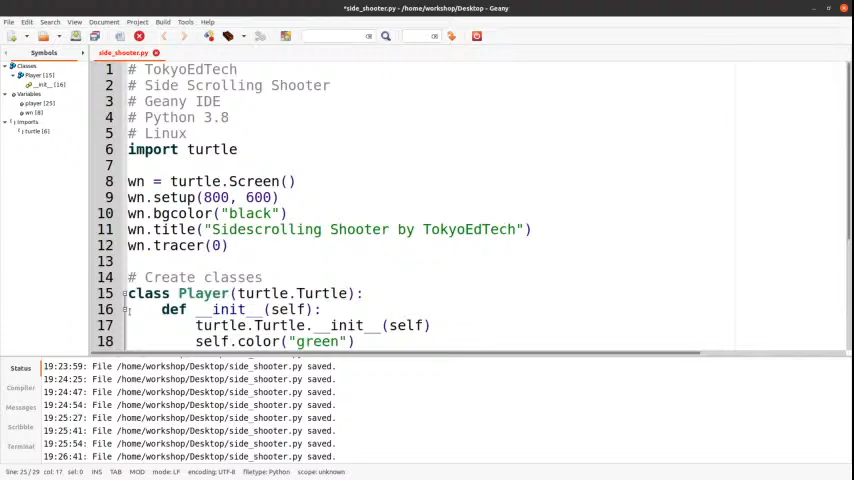 *side_shooter.py - /home/workshop/Desktop - Geany
File Edit Search View Document Project Build Tools Help
Symbols
side_shooter.py
Classes
Player [15]
__init__ [16]
Variables
player [25]
wn [8]
Imports
turtle [6]
1 # TokyoEdTech
2 # Side Scrolling Shooter
3 # Geany IDE
4 # Python 3.8
5 # Linux
6 import turtle
7
8 wn = turtle.Screen()
9 wn.setup(800, 600)
10 wn.bgcolor("black")
11 wn.title("Sidescrolling Shooter by TokyoEdTech")
12 wn.tracer(0)
13
14 # Create classes
15 class Player(turtle.Turtle):
16 def __init__(self):
17 turtle.Turtle.__init__(self)
18 self.color("green")
Status
Compiler
Messages
Scribble
Terminal
19:23:59: File /home/workshop/Desktop/side_shooter.py saved.
19:24:25: File /home/workshop/Desktop/side_shooter.py saved.
19:24:47: File /home/workshop/Desktop/side_shooter.py saved.
19:24:54: File /home/workshop/Desktop/side_shooter.py saved.
19:25:27: File /home/workshop/Desktop/side_shooter.py saved.
19:25:41: File /home/workshop/Desktop/side_shooter.py saved.
19:25:54: File /home/workshop/Desktop/side_shooter.py saved.
19:26:41: File /home/workshop/Desktop/side_shooter.py saved.
line: 25 / 29 col: 17 sel: 0 INS TAB MOD mode: LF encoding: UTF-8 filetype: Python scope: unknown